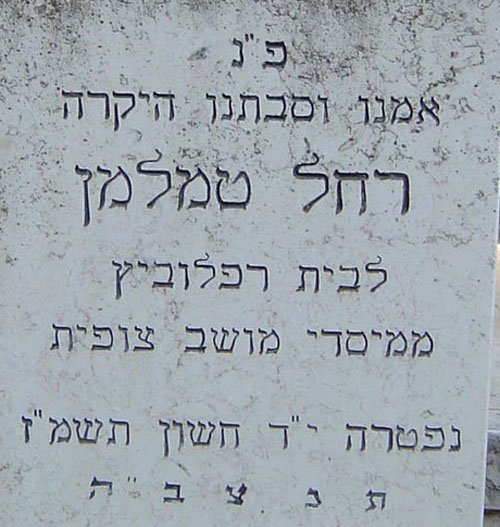 פ"נ
אמנו וסבתנו היקרה
רחל טמלמן
לבית רפלוביץ
ממיסדי מושב צופית
נפטרה י"ד חשון תשמ"ז
ת נ צ ב "ה